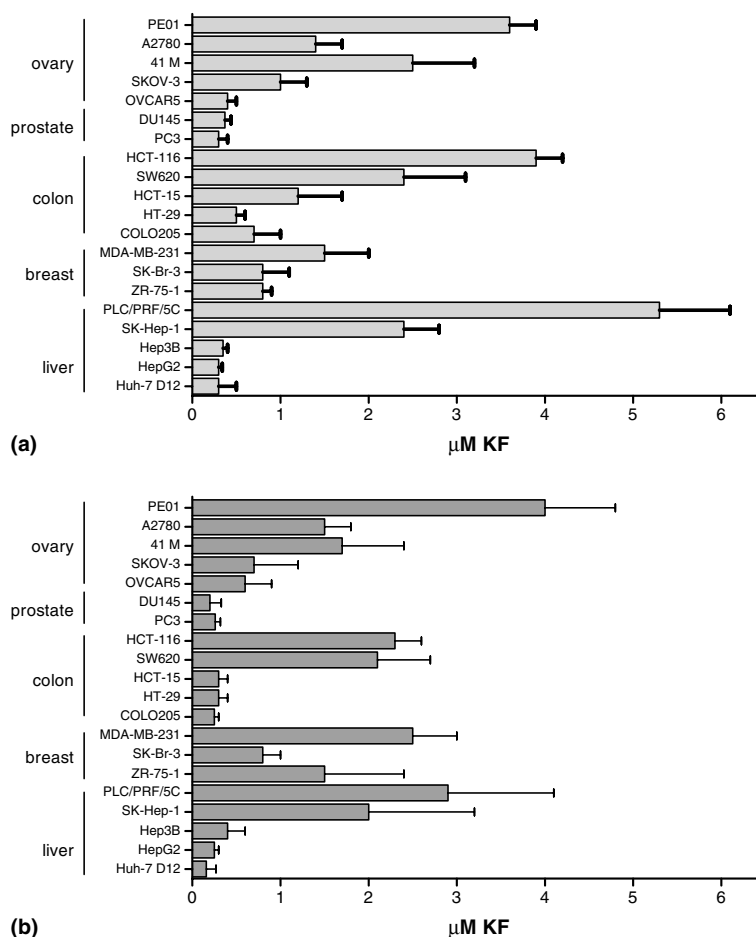 PE01
A2780
41 M
SKOV-3
OVCAR5
ovary
DU145
PC3
prostate
HCT-116
SW620
HCT-15
HT-29
COLO205
colon
MDA-MB-231
SK-Br-3
ZR-75-1
breast
PLC/PRF/5C
SK-Hep-1
Hep3B
HepG2
Huh-7 D12
liver
0 1 2 3 4 5 6
(a) µM KF
PE01
A2780
41 M
SKOV-3
OVCAR5
ovary
DU145
PC3
prostate
HCT-116
SW620
HCT-15
HT-29
COLO205
colon
MDA-MB-231
SK-Br-3
ZR-75-1
breast
PLC/PRF/5C
SK-Hep-1
Hep3B
HepG2
Huh-7 D12
liver
0 1 2 3 4 5 6
(b) µM KF